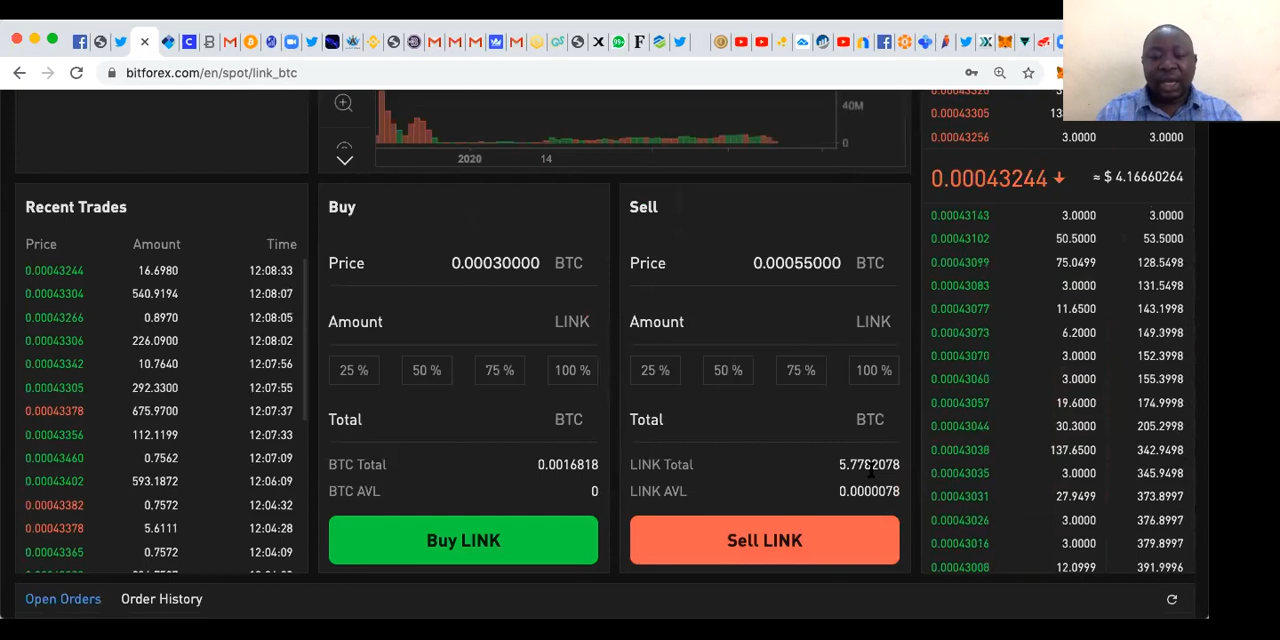 bitforex.com/en/spot/link_btc
40M
0
2020 14
0.00043305
0.00043256 3.0000 3.0000
0.00043244 ≈ $ 4.16660264
0.00043143 3.0000 3.0000
0.00043102 50.5000 53.5000
0.00043099 75.0499 128.5498
0.00043083 3.0000 131.5498
0.00043077 11.6500 143.1998
0.00043073 6.2000 149.3998
0.00043070 3.0000 152.3998
0.00043060 3.0000 155.3998
0.00043057 19.6000 174.9998
0.00043044 30.3000 205.2998
0.00043038 137.6500 342.9498
0.00043035 3.0000 345.9498
0.00043031 27.9499 373.8997
0.00043026 3.0000 376.8997
0.00043016 3.0000 379.8997
0.00043008 12.0999 391.9996
Recent Trades
Price Amount Time
0.00043244 16.6980 12:08:33
0.00043304 540.9194 12:08:07
0.00043266 0.8970 12:08:05
0.00043306 226.0900 12:08:02
0.00043342 10.7640 12:07:56
0.00043305 292.3300 12:07:55
0.00043378 675.9700 12:07:37
0.00043356 112.1199 12:07:33
0.00043460 0.7562 12:07:09
0.00043402 593.1872 12:06:09
0.00043382 0.7572 12:04:32
0.00043378 5.6111 12:04:28
0.00043365 0.7572 12:04:09
Buy
Price 0.00030000 BTC
Amount LINK
25 % 50 % 75 % 100 %
Total BTC
BTC Total 0.0016818
BTC AVL 0
Buy LINK
Sell
Price 0.00055000 BTC
Amount LINK
25 % 50 % 75 % 100 %
Total BTC
LINK Total 5.7782078
LINK AVL 0.0000078
Sell LINK
Open Orders Order History